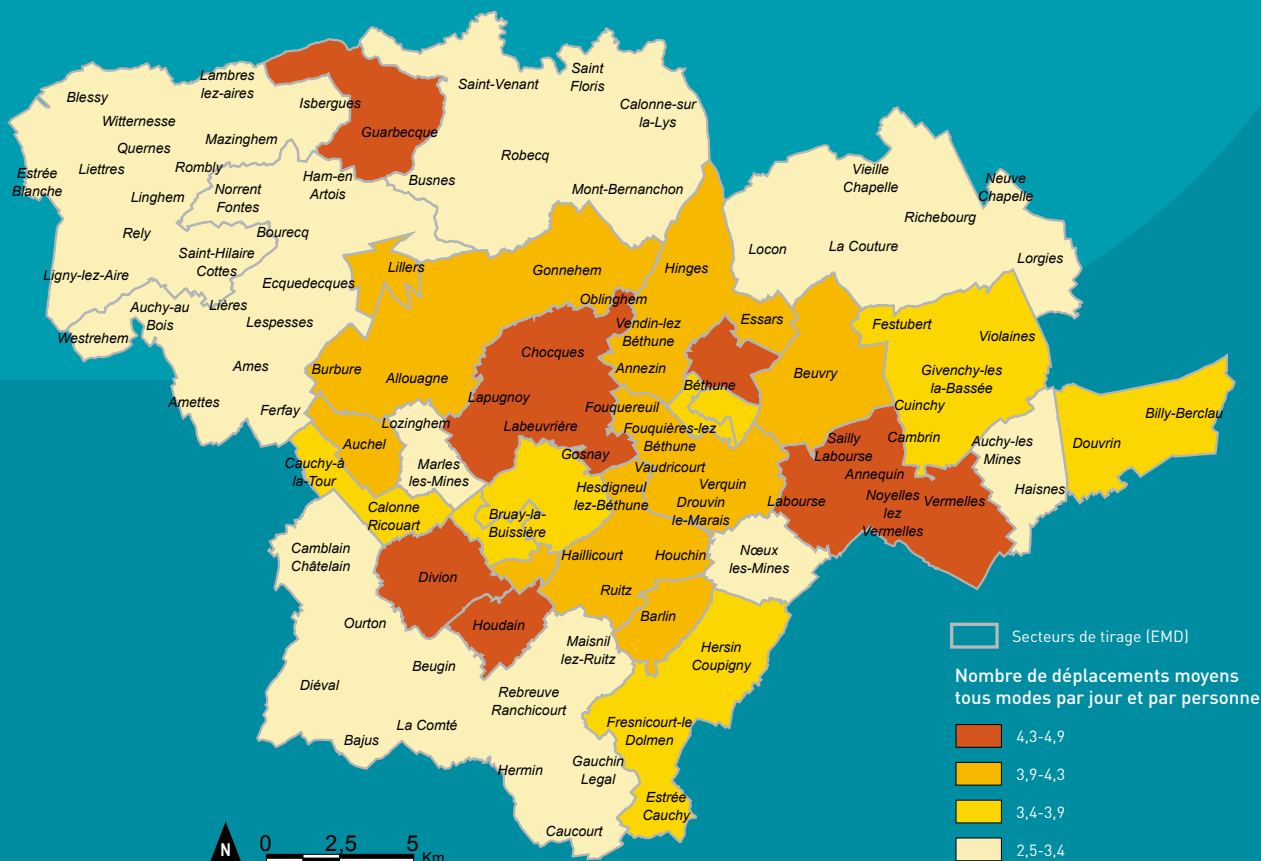 Saint-Venant
Saint
Floris
Lambres
lez-aires
Blessy
Isbergues
Calonne-sur
la-Lys
Witternesse
Guarbecque
Mazinghem
Quernes
Robecq
Liettres
Rombly
Estrée
Blanche
Ham-en
Artois
Busnes
Mont-Bernanchon
Linghem
Norrent
Fontes
Vieille
Chapelle
Neuve
Chapelle
Richebourg
Rely
Bourecq
Saint-Hilaire
Cottes
Locon
La Couture
Lorgies
Ligny-lez-Aire
Ecquedecques
Lillers
Gonnehem
Hinges
Auchy-au
Bois
Lières
Lespesses
Oblinghem
Vendin-lez
Béthune
Essars
Festubert
Violaines
Westrehem
Chocques
Ames
Burbure
Allouagne
Annezin
Béthune
Beuvry
Givenchy-les
la-Bassée
Amettes
Ferfay
Lapugnoy
Fouquereuil
Cuinchy
Lozinghem
Labeuvrière
Fouquières-lez
Béthune
Billy-Berclau
Auchel
Gosnay
Sailly
Labourse
Cambrin
Auchy-les
Mines
Douvrin
Cauchy-à
la-Tour
Marles
les-Mines
Vaudricourt
Annequin
Hesdigneul
lez-Béthune
Verquin
Drouvin
le-Marais
Labourse
Noyelles
lez
Vermelles
Vermelles
Haisnes
Calonne
Ricouart
Bruay-la-
Buissière
Camblain
Châtelain
Haillicourt
Houchin
Nœux
les-Mines
Divion
Ruitz
Ourton
Houdain
Barlin
Maisnil
lez-Ruitz
Hersin
Coupigny
Beugin
Diéval
Rebreuve
Ranchicourt
La Comté
Fresnicourt-le
Dolmen
Bajus
Hermin
Gauchin
Legal
Estrée
Cauchy
Caucourt
Secteurs de tirage (EMD)
Nombre de déplacements moyens
tous modes par jour et par personne
4,3-4,9
3,9-4,3
3,4-3,9
2,5-3,4
N
0 2,5 5
Km